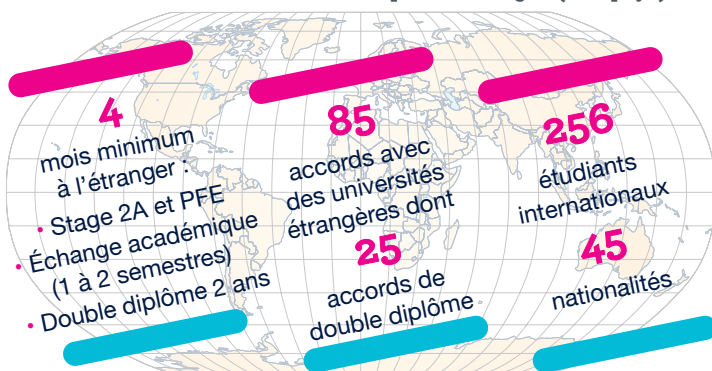 4
mois minimum
à l'étranger :
• Stage 2A et PFE
• Échange académique
(1 à 2 semestres)
• Double diplôme 2 ans
85
accords avec
des universités
étrangères dont
25
accords de
double diplôme
256
étudiants
internationaux
45
nationalités